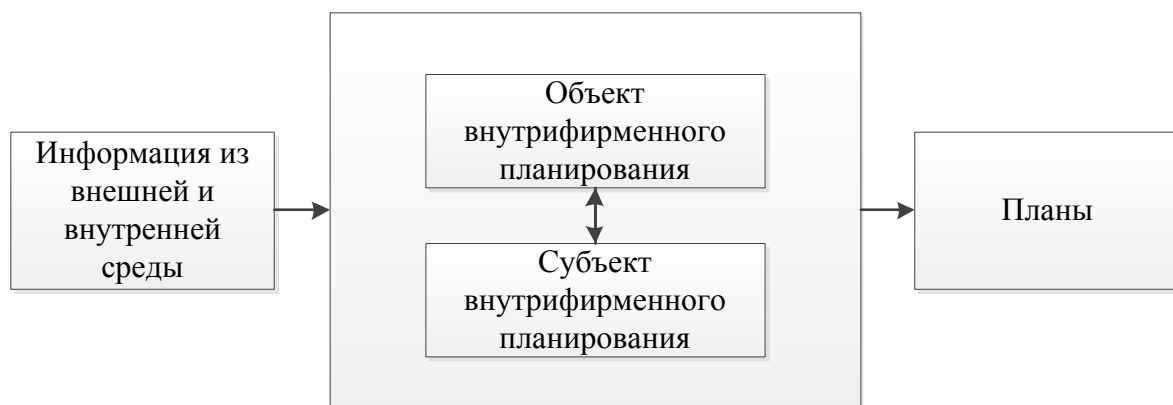 Информация из
внешней и
внутренней
среды
Объект
внутрифирменного
планирования
Субъект
внутрифирменного
планирования
Планы